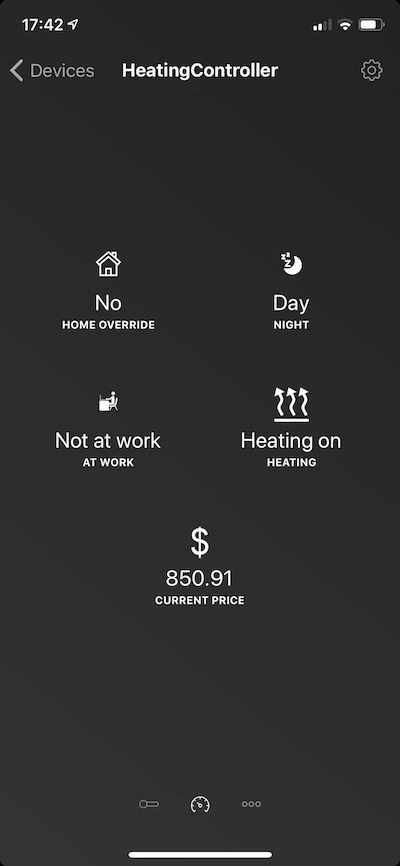 17:42
Devices
HeatingController
No
HOME OVERRIDE
Day
NIGHT
Not at work
AT WORK
Heating on
HEATING
$
850.91
CURRENT PRICE